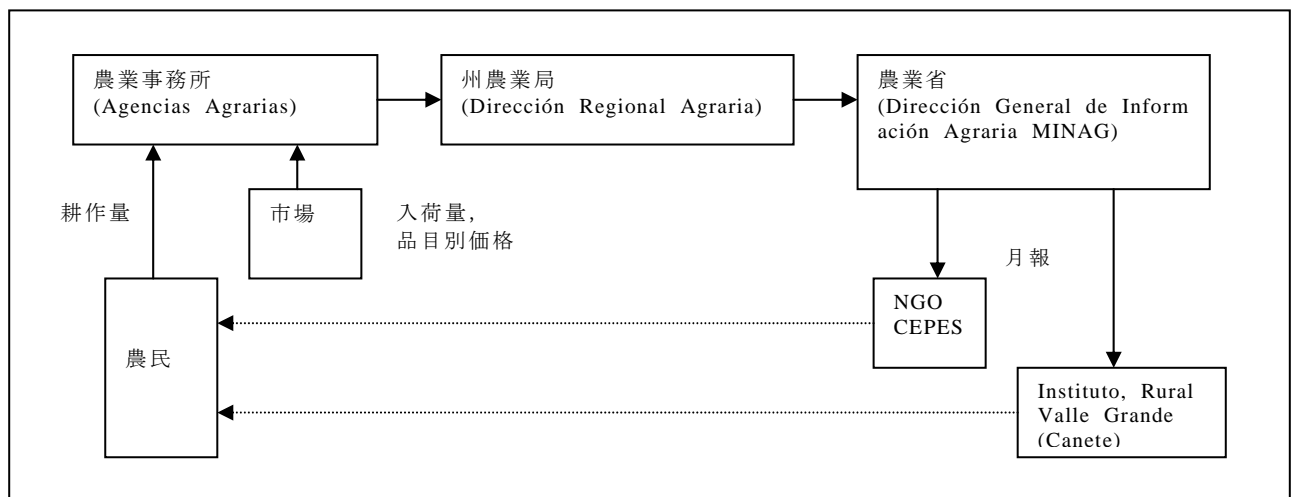 農業事務所
(Agencias Agrarias)
州農業局
(Dirección Regional Agraria)
農業省
(Dirección General de Inform
ación Agraria MINAG)
耕作量
市場
入荷量,
品目別価格
月報
NGO
CEPES
農民
Instituto, Rural
Valle Grande
(Canete)